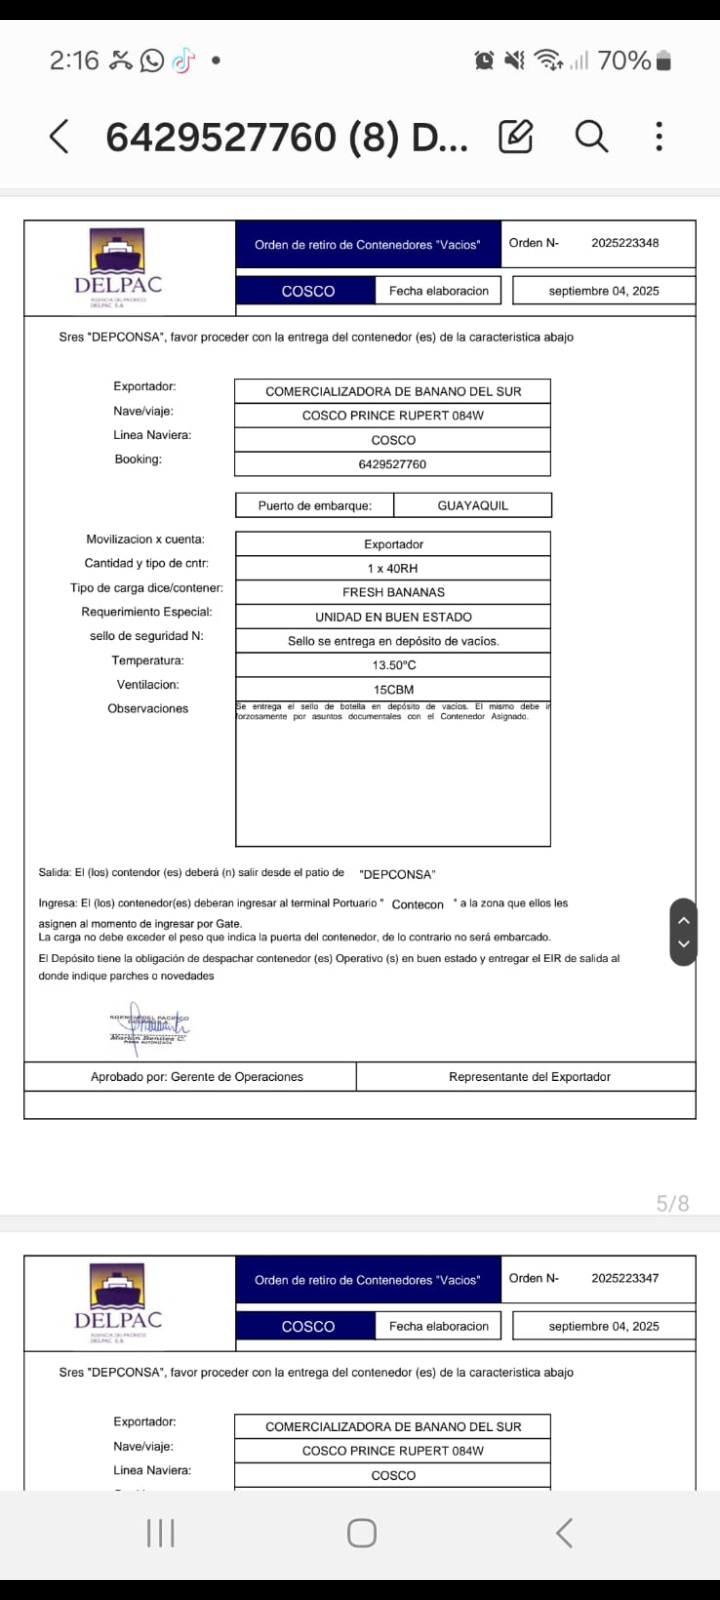 2:16
70%
6429527760 (8) D...
DELPAC
AGENCIA DEL PACIFICO
DELPAC S.A.
Orden de retiro de Contenedores "Vacios"
Orden N- 2025223348
COSCO
Fecha elaboracion
septiembre 04, 2025
Sres "DEPCONSA", favor proceder con la entrega del contenedor (es) de la caracteristica abajo
Exportador: COMERCIALIZADORA DE BANANO DEL SUR
Nave/viaje: COSCO PRINCE RUPERT 084W
Linea Naviera: COSCO
Booking: 6429527760
Puerto de embarque: GUAYAQUIL
Movilizacion x cuenta: Exportador
Cantidad y tipo de cntr: 1 x 40RH
Tipo de carga dice/contener: FRESH BANANAS
Requerimiento Especial: UNIDAD EN BUEN ESTADO
sello de seguridad N: Sello se entrega en depósito de vacíos.
Temperatura: 13.50°C
Ventilacion: 15CBM
Observaciones
Se entrega el sello de botella en depósito de vacios. El mismo debe ir
forzosamente por asuntos documentales con el Contenedor Asignado.
Salida: El (los) contendor (es) deberá (n) salir desde el patio de "DEPCONSA"
Ingresa: El (los) contenedor(es) deberan ingresar al terminal Portuario " Contecon " a la zona que ellos les
asignen al momento de ingresar por Gate.
La carga no debe exceder el peso que indica la puerta del contenedor, de lo contrario no será embarcado.
El Depósito tiene la obligación de despachar contenedor (es) Operativo (s) en buen estado y entregar el EIR de salida al
donde indique parches o novedades
Aprobado por: Gerente de Operaciones
Representante del Exportador
5/8
DELPAC
AGENCIA DEL PACIFICO
DELPAC S.A.
Orden de retiro de Contenedores "Vacios"
Orden N- 2025223347
COSCO
Fecha elaboracion
septiembre 04, 2025
Sres "DEPCONSA", favor proceder con la entrega del contenedor (es) de la caracteristica abajo
Exportador: COMERCIALIZADORA DE BANANO DEL SUR
Nave/viaje: COSCO PRINCE RUPERT 084W
Linea Naviera: COSCO